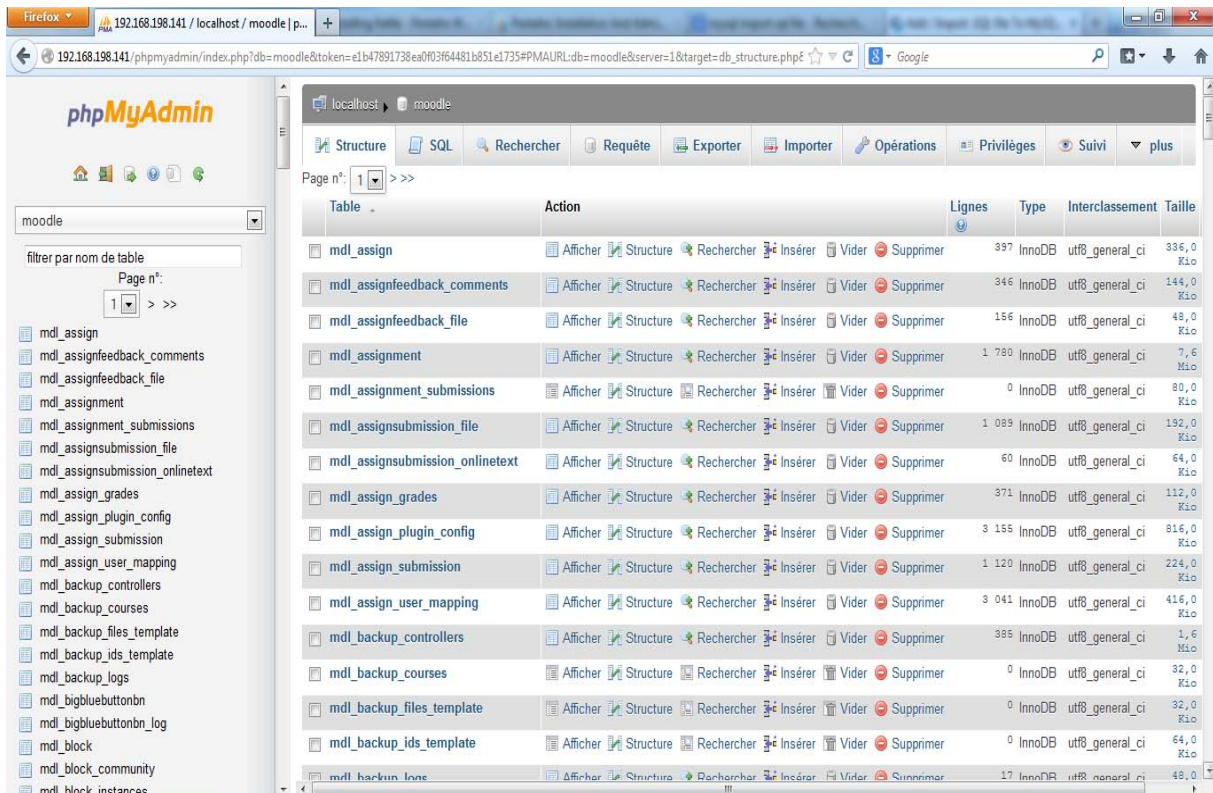 Firefox
192.168.198.141 / localhost / moodle | p...
+
192.168.198.141/phpmyadmin/index.php?db=moodle&token=e1b47891738ea0f03f64481b851e1735#PMAURL:db=moodle&server=1&target=db_structure.php
Google
phpMyAdmin
moodle
filtrer par nom de table
Page n°:
1 > >>
mdl_assign
mdl_assignfeedback_comments
mdl_assignfeedback_file
mdl_assignment
mdl_assignment_submissions
mdl_assignsubmission_file
mdl_assignsubmission_onlinetext
mdl_assign_grades
mdl_assign_plugin_config
mdl_assign_submission
mdl_assign_user_mapping
mdl_backup_controllers
mdl_backup_courses
mdl_backup_files_template
mdl_backup_ids_template
mdl_backup_logs
mdl_bigbluebuttonbn
mdl_bigbluebuttonbn_log
mdl_block
mdl_block_community
mdl_block_instances
localhost moodle
Structure SQL Rechercher Requête Exporter Importer Opérations Privilèges Suivi plus
Page n°: 1 > >>
Table Action Lignes Type Interclassement Taille
mdl_assign Afficher Structure Rechercher Insérer Vider Supprimer 397 InnoDB utf8_general_ci 336,0 Kio
mdl_assignfeedback_comments Afficher Structure Rechercher Insérer Vider Supprimer 346 InnoDB utf8_general_ci 144,0 Kio
mdl_assignfeedback_file Afficher Structure Rechercher Insérer Vider Supprimer 156 InnoDB utf8_general_ci 48,0 Kio
mdl_assignment Afficher Structure Rechercher Insérer Vider Supprimer 1 780 InnoDB utf8_general_ci 7,6 Mio
mdl_assignment_submissions Afficher Structure Rechercher Insérer Vider Supprimer 0 InnoDB utf8_general_ci 80,0 Kio
mdl_assignsubmission_file Afficher Structure Rechercher Insérer Vider Supprimer 1 089 InnoDB utf8_general_ci 192,0 Kio
mdl_assignsubmission_onlinetext Afficher Structure Rechercher Insérer Vider Supprimer 60 InnoDB utf8_general_ci 64,0 Kio
mdl_assign_grades Afficher Structure Rechercher Insérer Vider Supprimer 371 InnoDB utf8_general_ci 112,0 Kio
mdl_assign_plugin_config Afficher Structure Rechercher Insérer Vider Supprimer 3 155 InnoDB utf8_general_ci 816,0 Kio
mdl_assign_submission Afficher Structure Rechercher Insérer Vider Supprimer 1 120 InnoDB utf8_general_ci 224,0 Kio
mdl_assign_user_mapping Afficher Structure Rechercher Insérer Vider Supprimer 3 041 InnoDB utf8_general_ci 416,0 Kio
mdl_backup_controllers Afficher Structure Rechercher Insérer Vider Supprimer 385 InnoDB utf8_general_ci 1,6 Mio
mdl_backup_courses Afficher Structure Rechercher Insérer Vider Supprimer 0 InnoDB utf8_general_ci 32,0 Kio
mdl_backup_files_template Afficher Structure Rechercher Insérer Vider Supprimer 0 InnoDB utf8_general_ci 32,0 Kio
mdl_backup_ids_template Afficher Structure Rechercher Insérer Vider Supprimer 0 InnoDB utf8_general_ci 64,0 Kio
mdl_backup_logs Afficher Structure Rechercher Insérer Vider Supprimer 17 InnoDB utf8_general_ci 48,0